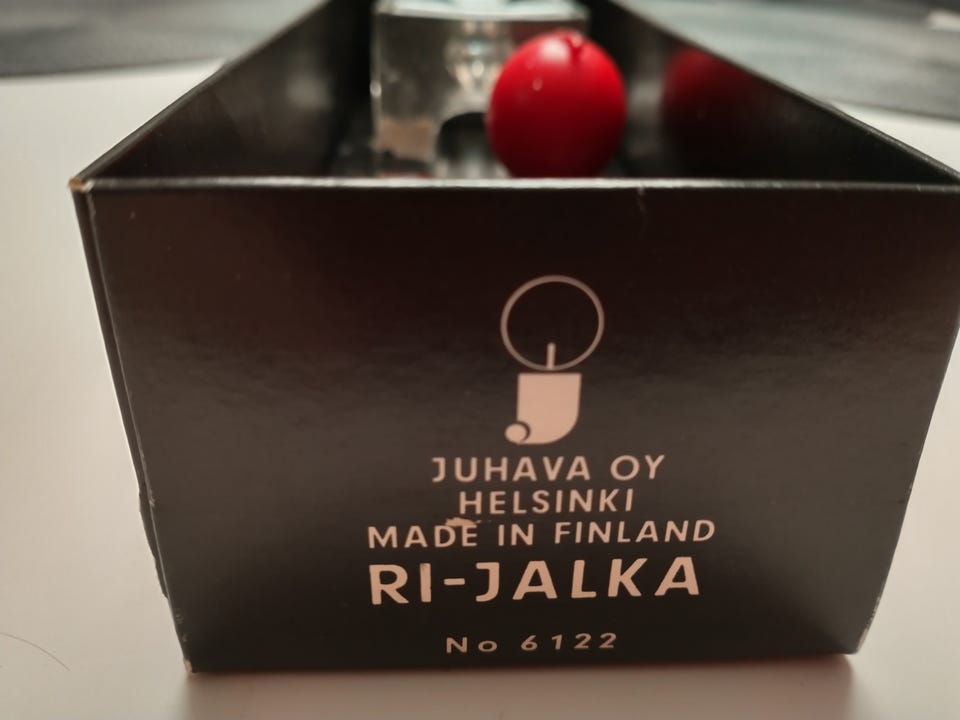 JUHAVA OY
HELSINKI
MADE IN FINLAND
RI-JALKA
No 6122